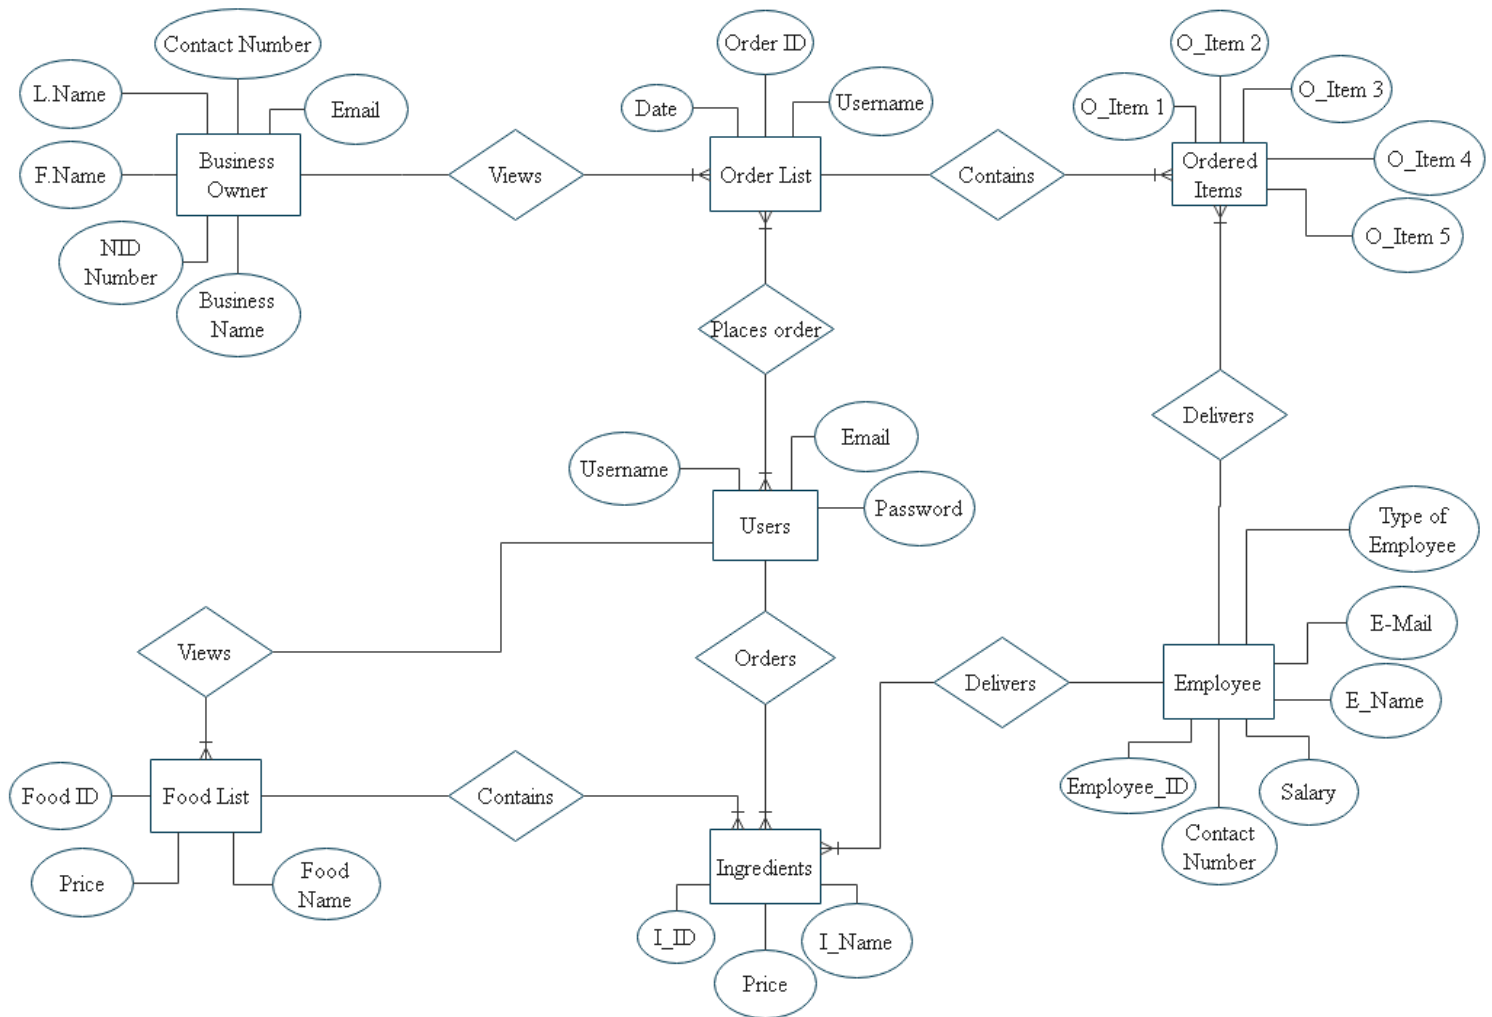 Contact Number
L.Name
Email
F.Name
Business
Owner
NID
Number
Business
Name
Views
Order ID
Date
Username
Order List
Contains
O_Item 2
O_Item 1
O_Item 3
O_Item 4
O_Item 5
Ordered
Items
Places order
Delivers
Username
Email
Password
Users
Views
Orders
Delivers
Type of
Employee
E-Mail
E_Name
Employee
Employee_ID
Salary
Contact
Number
Food ID
Food List
Price
Food
Name
Contains
Ingredients
I_ID
I_Name
Price